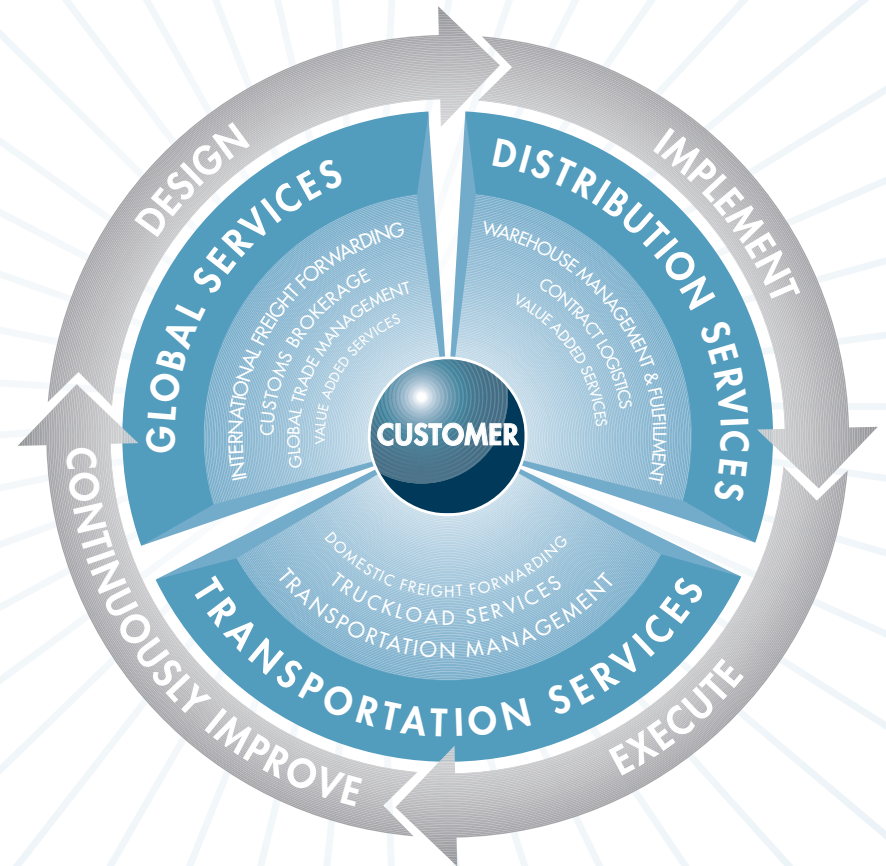 DESIGN
IMPLEMENT
EXECUTE
CONTINUOUSLY IMPROVE
GLOBAL SERVICES
INTERNATIONAL FREIGHT FORWARDING
CUSTOMS BROKERAGE
GLOBAL TRADE MANAGEMENT
VALUE ADDED SERVICES
DISTRIBUTION SERVICES
WAREHOUSE MANAGEMENT & FULFILLMENT
CONTRACT LOGISTICS
VALUE ADDED SERVICES
CUSTOMER
DOMESTIC FREIGHT FORWARDING
TRUCKLOAD SERVICES
TRANSPORTATION MANAGEMENT
TRANSPORTATION SERVICES